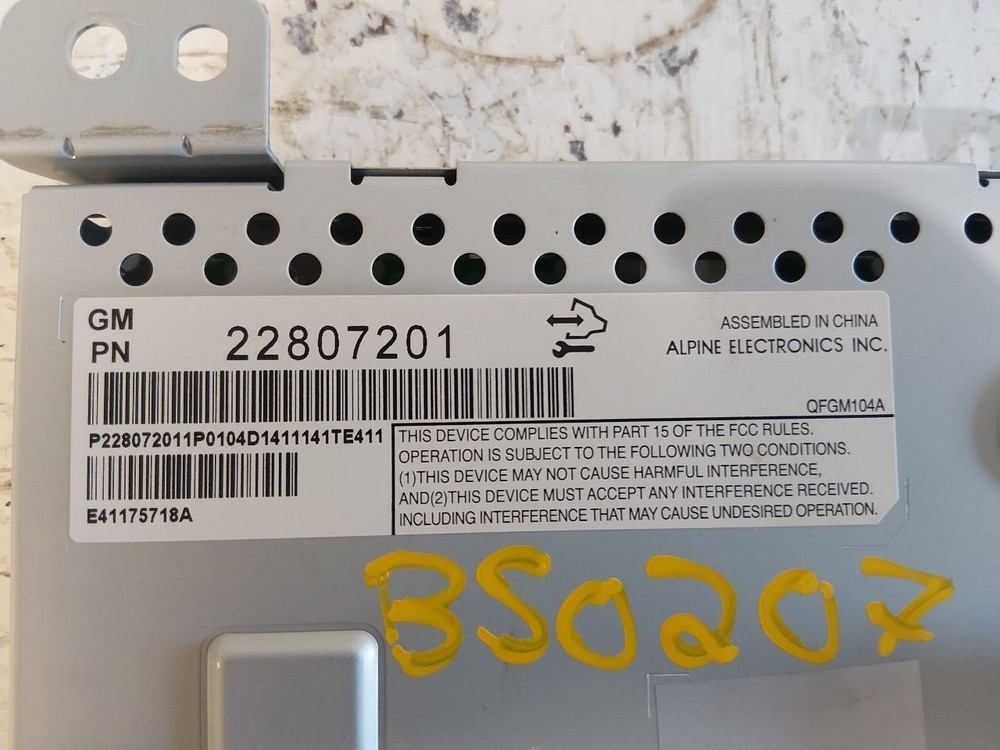 GM
PN 22807201
ASSEMBLED IN CHINA
ALPINE ELECTRONICS INC.
QFGM104A
P228072011P0104D1411141TE411
E41175718A
THIS DEVICE COMPLIES WITH PART 15 OF THE FCC RULES.
OPERATION IS SUBJECT TO THE FOLLOWING TWO CONDITIONS.
(1)THIS DEVICE MAY NOT CAUSE HARMFUL INTERFERENCE,
AND(2)THIS DEVICE MUST ACCEPT ANY INTERFERENCE RECEIVED.
INCLUDING INTERFERENCE THAT MAY CAUSE UNDESIRED OPERATION.
BS0207